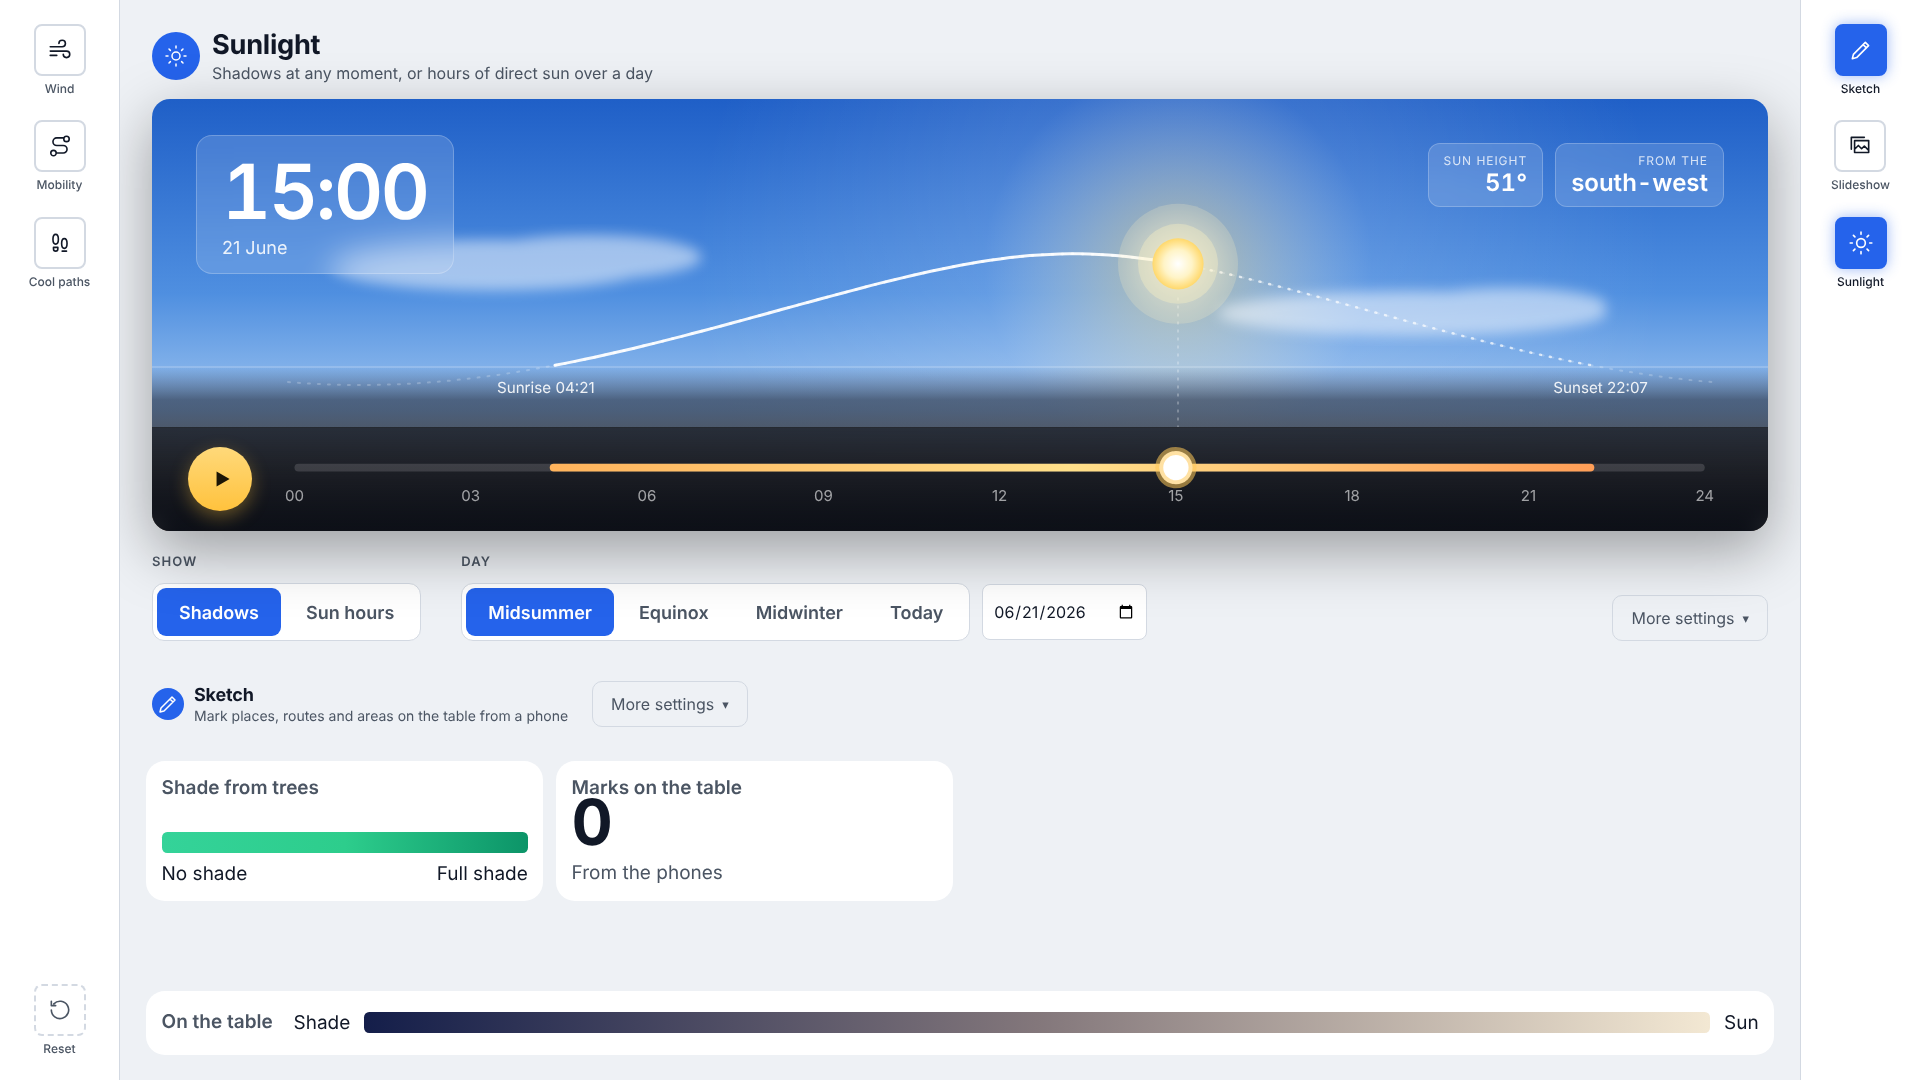 Wind
Mobility
Cool paths
Reset
Sunlight
Shadows at any moment, or hours of direct sun over a day
15:00
21 June
SUN HEIGHT
51°
FROM THE
south-west
Sunrise 04:21
Sunset 22:07
00 03 06 09 12 15 18 21 24
SHOW
DAY
Shadows Sun hours
Midsummer Equinox Midwinter Today
06/21/2026
More settings ▾
Sketch
Mark places, routes and areas on the table from a phone
More settings ▾
Shade from trees
No shade Full shade
Marks on the table
0
From the phones
On the table Shade Sun
Sketch
Slideshow
Sunlight